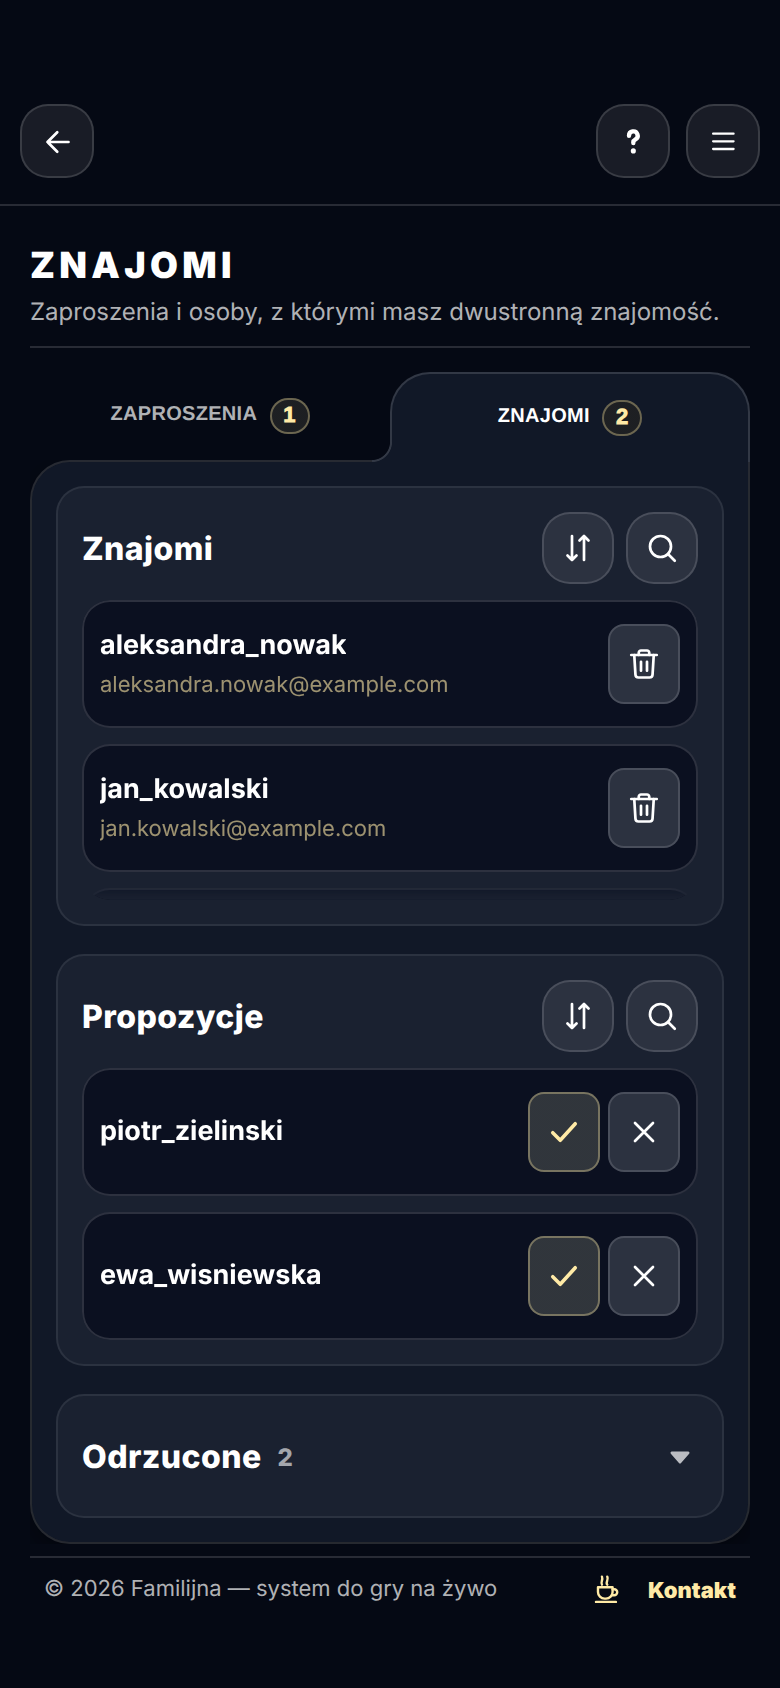 ?
ZNAJOMI
Zaproszenia i osoby, z którymi masz dwustronną znajomość.
ZAPROSZENIA 1
ZNAJOMI 2
Znajomi
aleksandra_nowak
aleksandra.nowak@example.com
jan_kowalski
jan.kowalski@example.com
Propozycje
piotr_zielinski
ewa_wisniewska
Odrzucone 2
© 2026 Familijna — system do gry na żywo
Kontakt